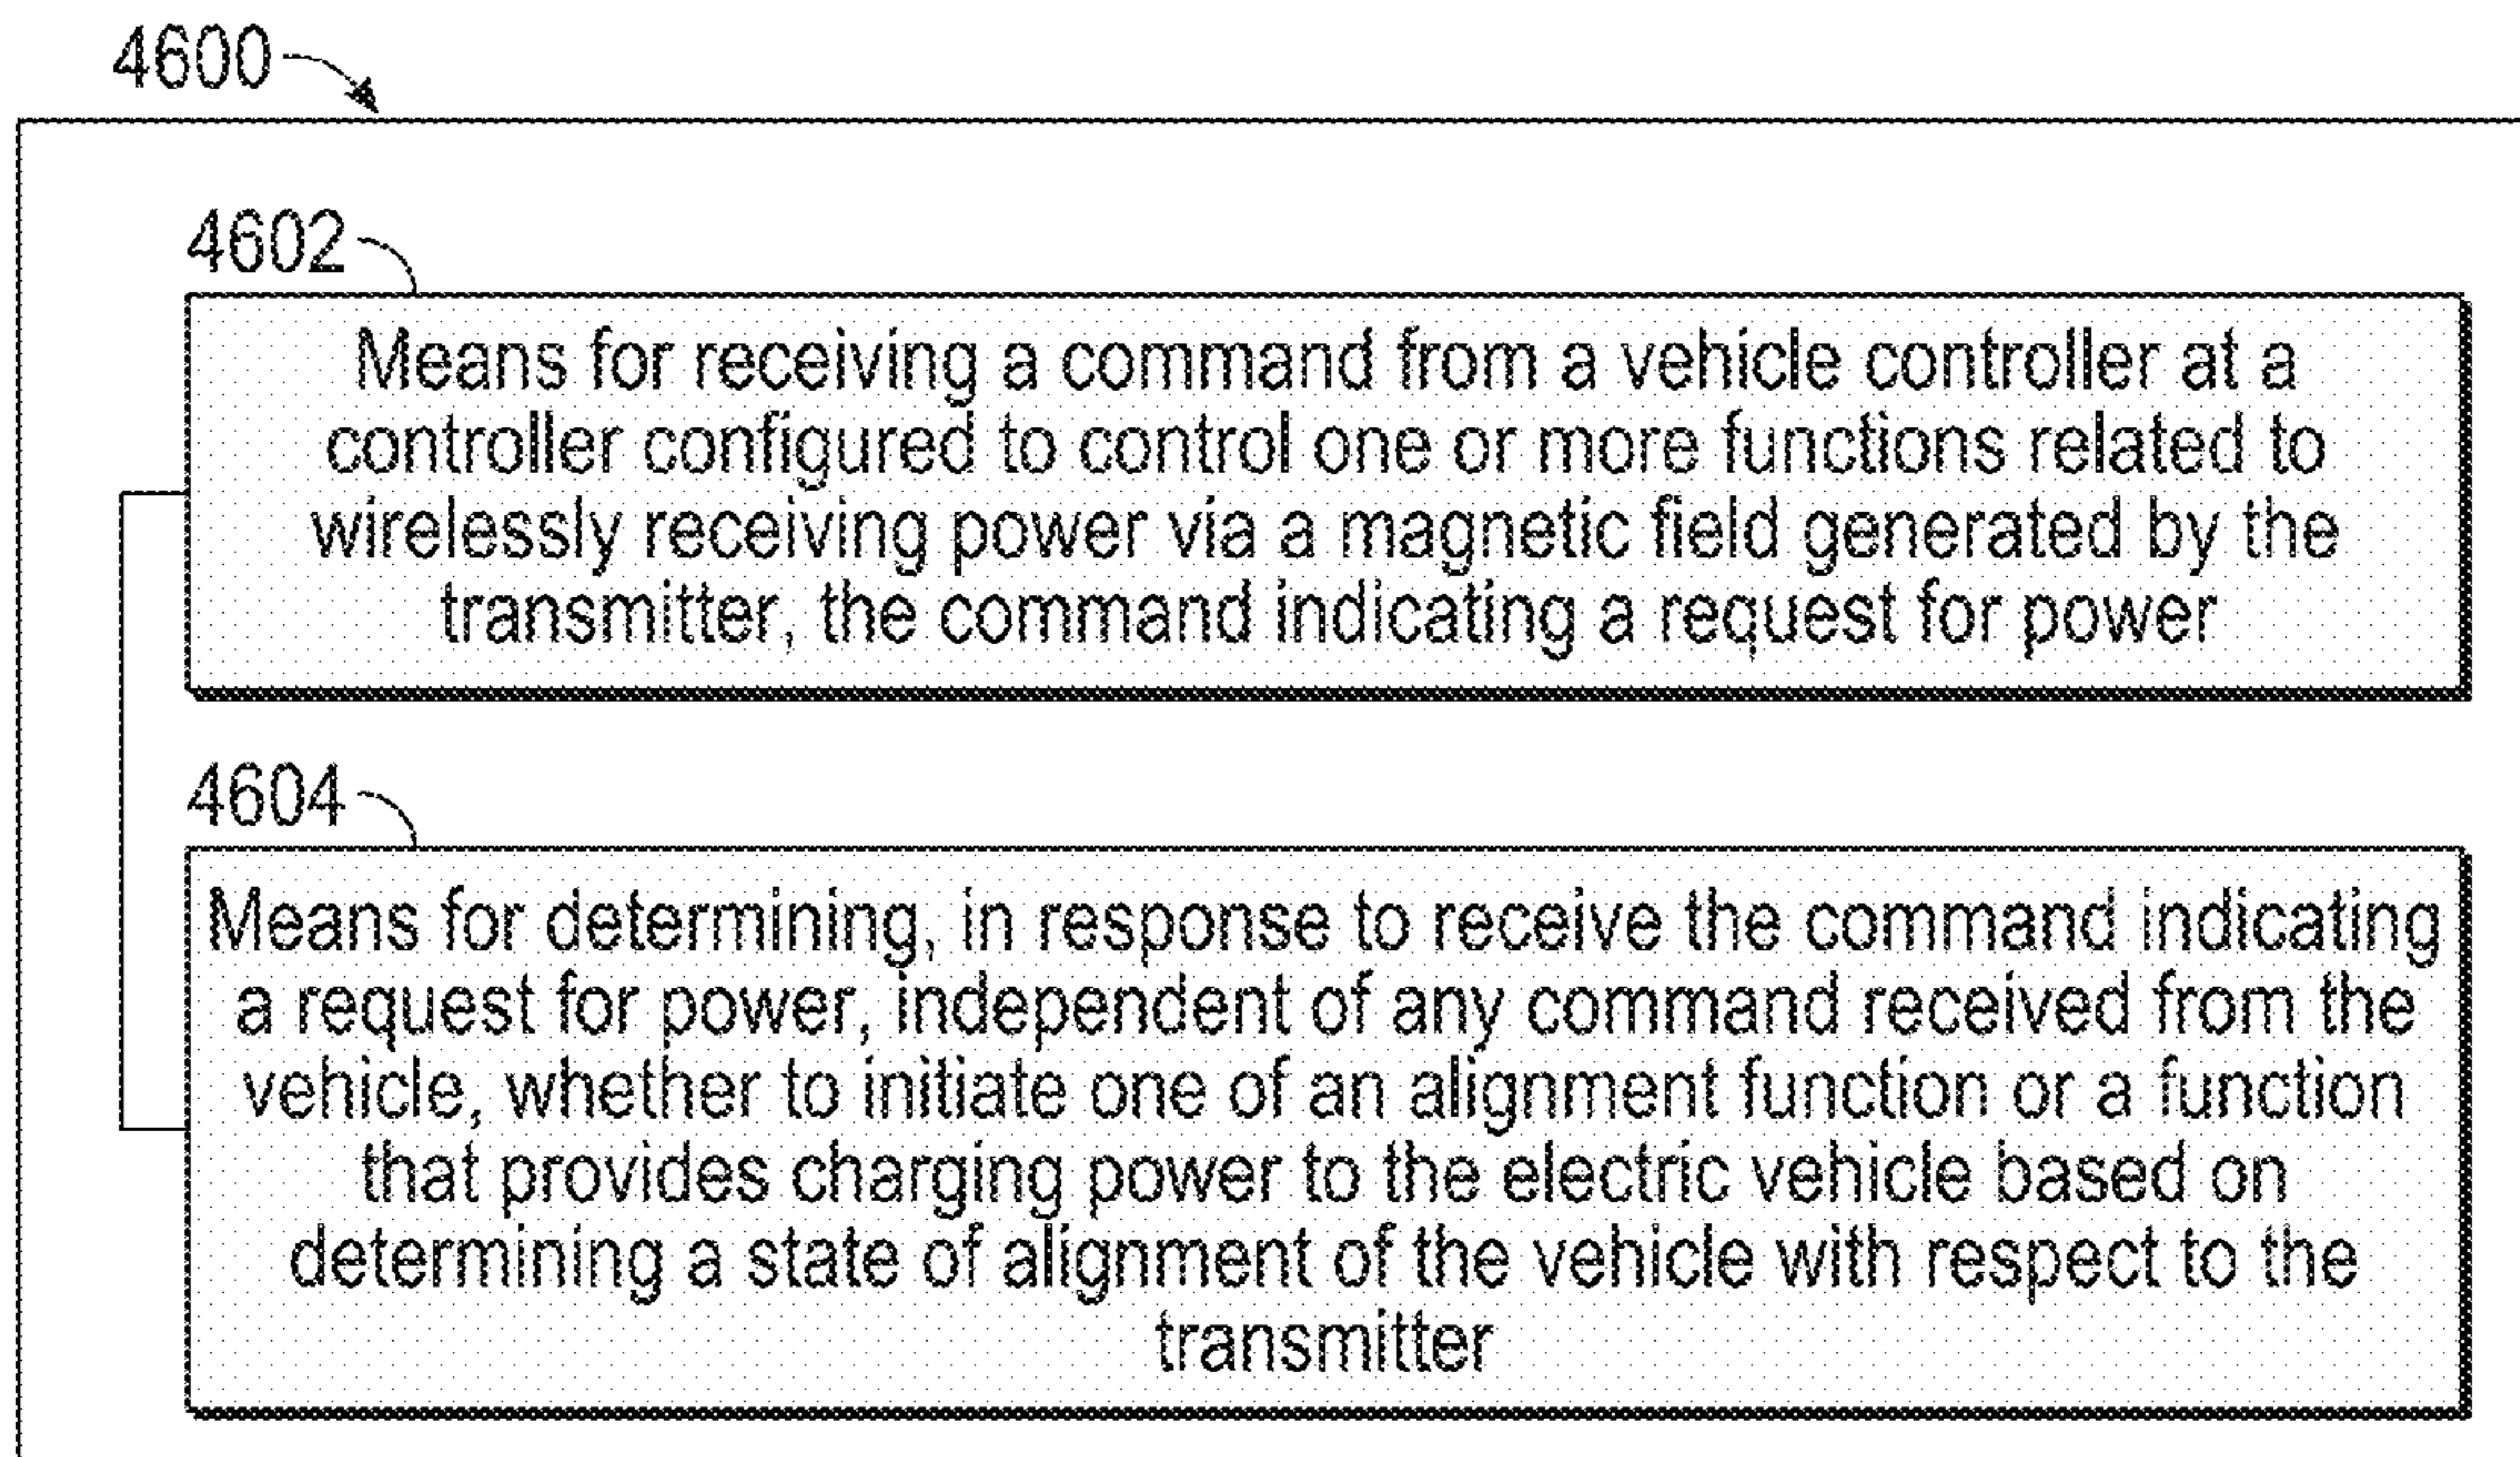 4600
4602
Means for receiving a command from a vehicle controller at a
controller configured to control one or more functions related to
wirelessly receiving power via a magnetic field generated by the
transmitter, the command indicating a request for power
4604
Means for determining, in response to receive the command indicating
a request for power, independent of any command received from the
vehicle, whether to initiate one of an alignment function or a function
that provides charging power to the electric vehicle based on
determining a state of alignment of the vehicle with respect to the
transmitter